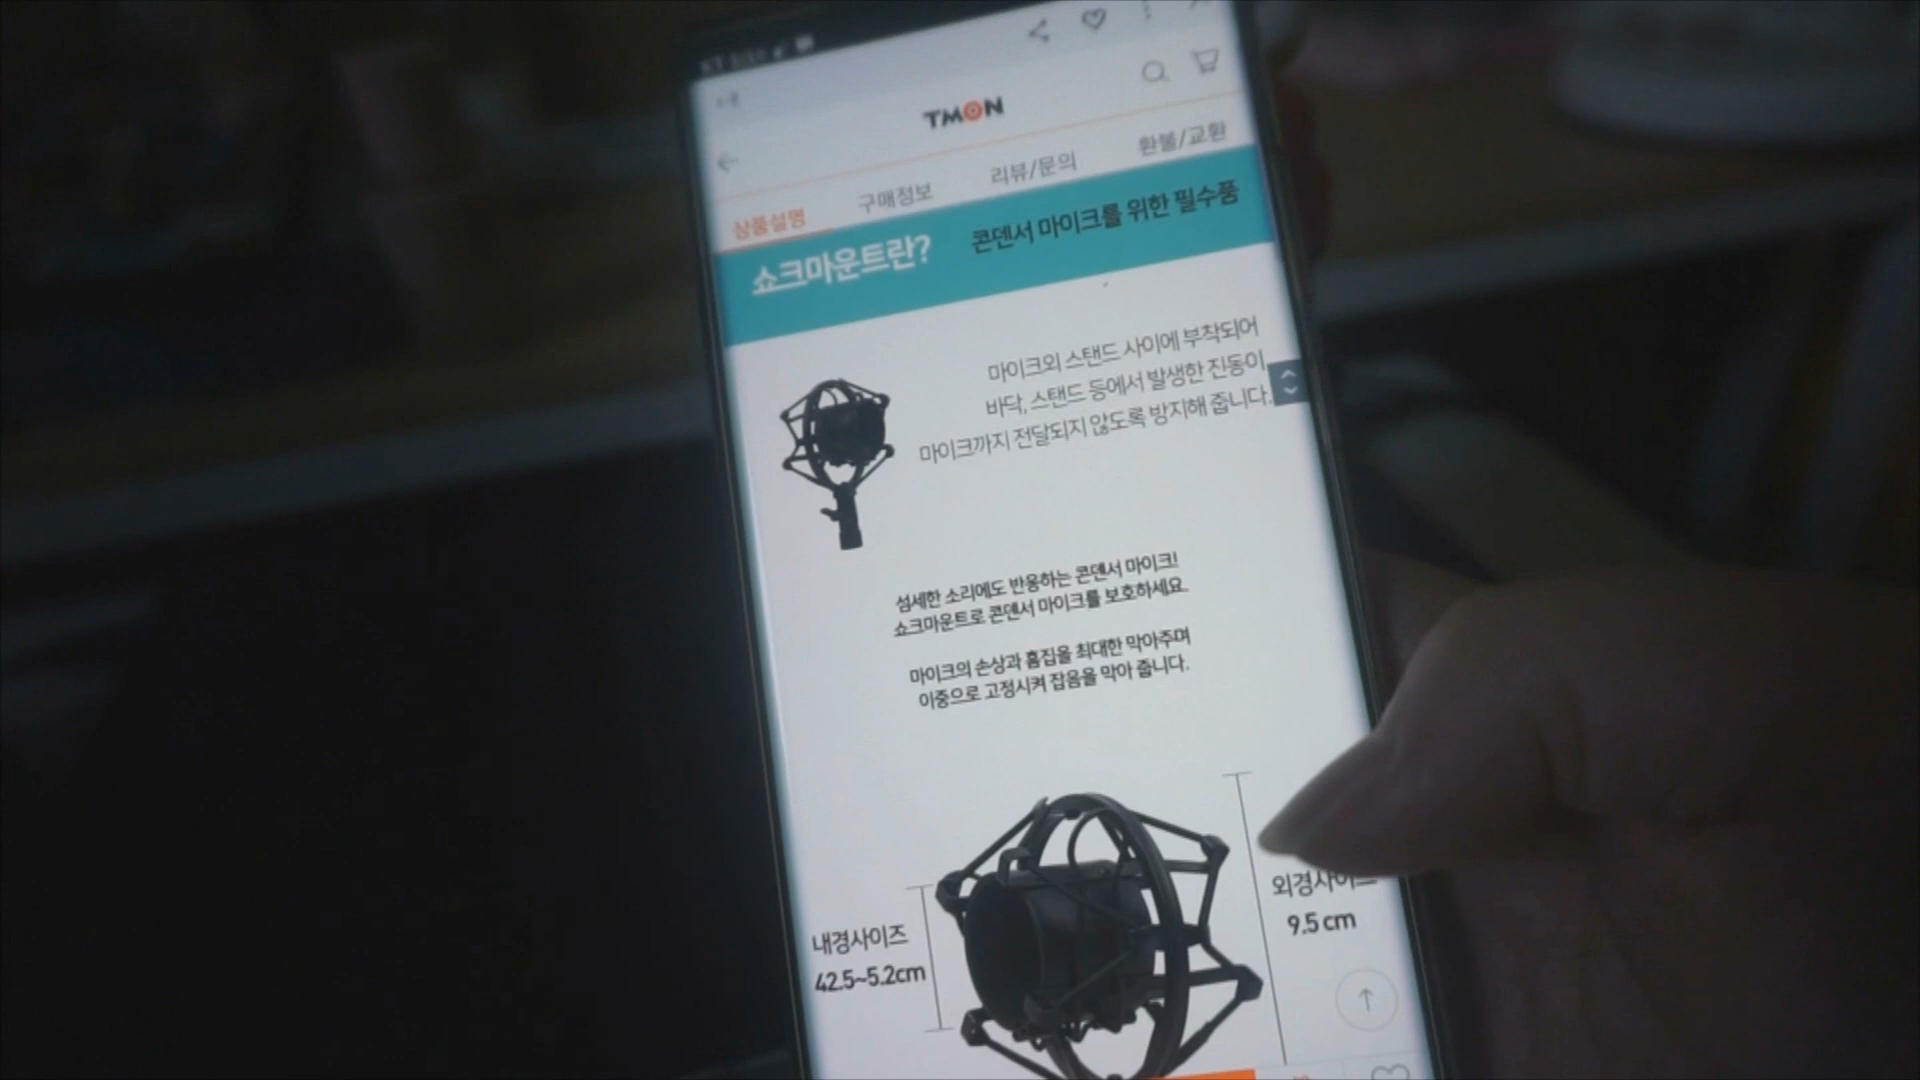 KT
TMON
상품설명 구매정보 리뷰/문의 환불/교환
쇼크마운트란? 콘덴서 마이크를 위한 필수품
마이크외 스탠드 사이에 부착되어
바닥, 스탠드 등에서 발생한 진동이
마이크까지 전달되지 않도록 방지해 줍니다.
섬세한 소리에도 반응하는 콘덴서 마이크!
쇼크마운트로 콘덴서 마이크를 보호하세요.
마이크의 손상과 흠집을 최대한 막아주며
이중으로 고정시켜 잡음을 막아 줍니다.
외경사이즈
9.5 cm
내경사이즈
42.5~5.2cm